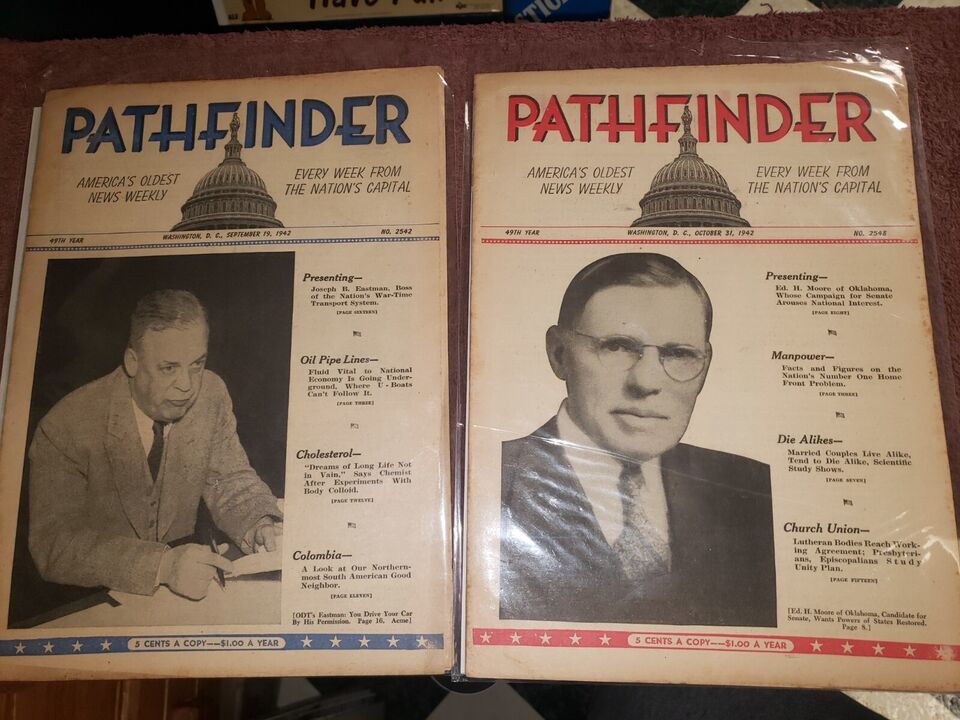 Have Fun
PATHFINDER
AMERICA'S OLDEST
NEWS WEEKLY
EVERY WEEK FROM
THE NATION'S CAPITAL
49TH YEAR
WASHINGTON, D. C., SEPTEMBER 19, 1942
NO. 2542
Presenting—
Joseph B. Eastman, Boss
of the Nation's War-Time
Transport System.
[PAGE SIXTEEN]
Oil Pipe Lines—
Fluid Vital to National
Economy Is Going Under-
ground, Where U-Boats
Can't Follow It.
[PAGE THREE]
Cholesterol—
"Dreams of Long Life Not
in Vain," Says Chemist
After Experiments With
Body Colloid.
[PAGE TWELVE]
Colombia—
A Look at Our Northern-
most South American Good
Neighbor.
[PAGE ELEVEN]
[ODT's Eastman: You Drive Your Car
By His Permission. Page 16. Acme]
5 CENTS A COPY—$1.00 A YEAR
PATHFINDER
AMERICA'S OLDEST
NEWS WEEKLY
EVERY WEEK FROM
THE NATION'S CAPITAL
49TH YEAR
WASHINGTON, D. C., OCTOBER 31, 1942
NO. 2548
Presenting—
Ed. H. Moore of Oklahoma,
Whose Campaign for Senate
Arouses National Interest.
[PAGE EIGHT]
Manpower—
Facts and Figures on the
Nation's Number One Home
Front Problem.
[PAGE THREE]
Die Alikes—
Married Couples Live Alike,
Tend to Die Alike, Scientific
Study Shows.
[PAGE SEVEN]
Church Union—
Lutheran Bodies Reach Work-
ing Agreement; Presbyteri-
ans, Episcopalians Study
Unity Plan.
[PAGE FIFTEEN]
[Ed. H. Moore of Oklahoma, Candidate for
Senate, Wants Powers of States Restored.
Page 8.]
5 CENTS A COPY—$1.00 A YEAR